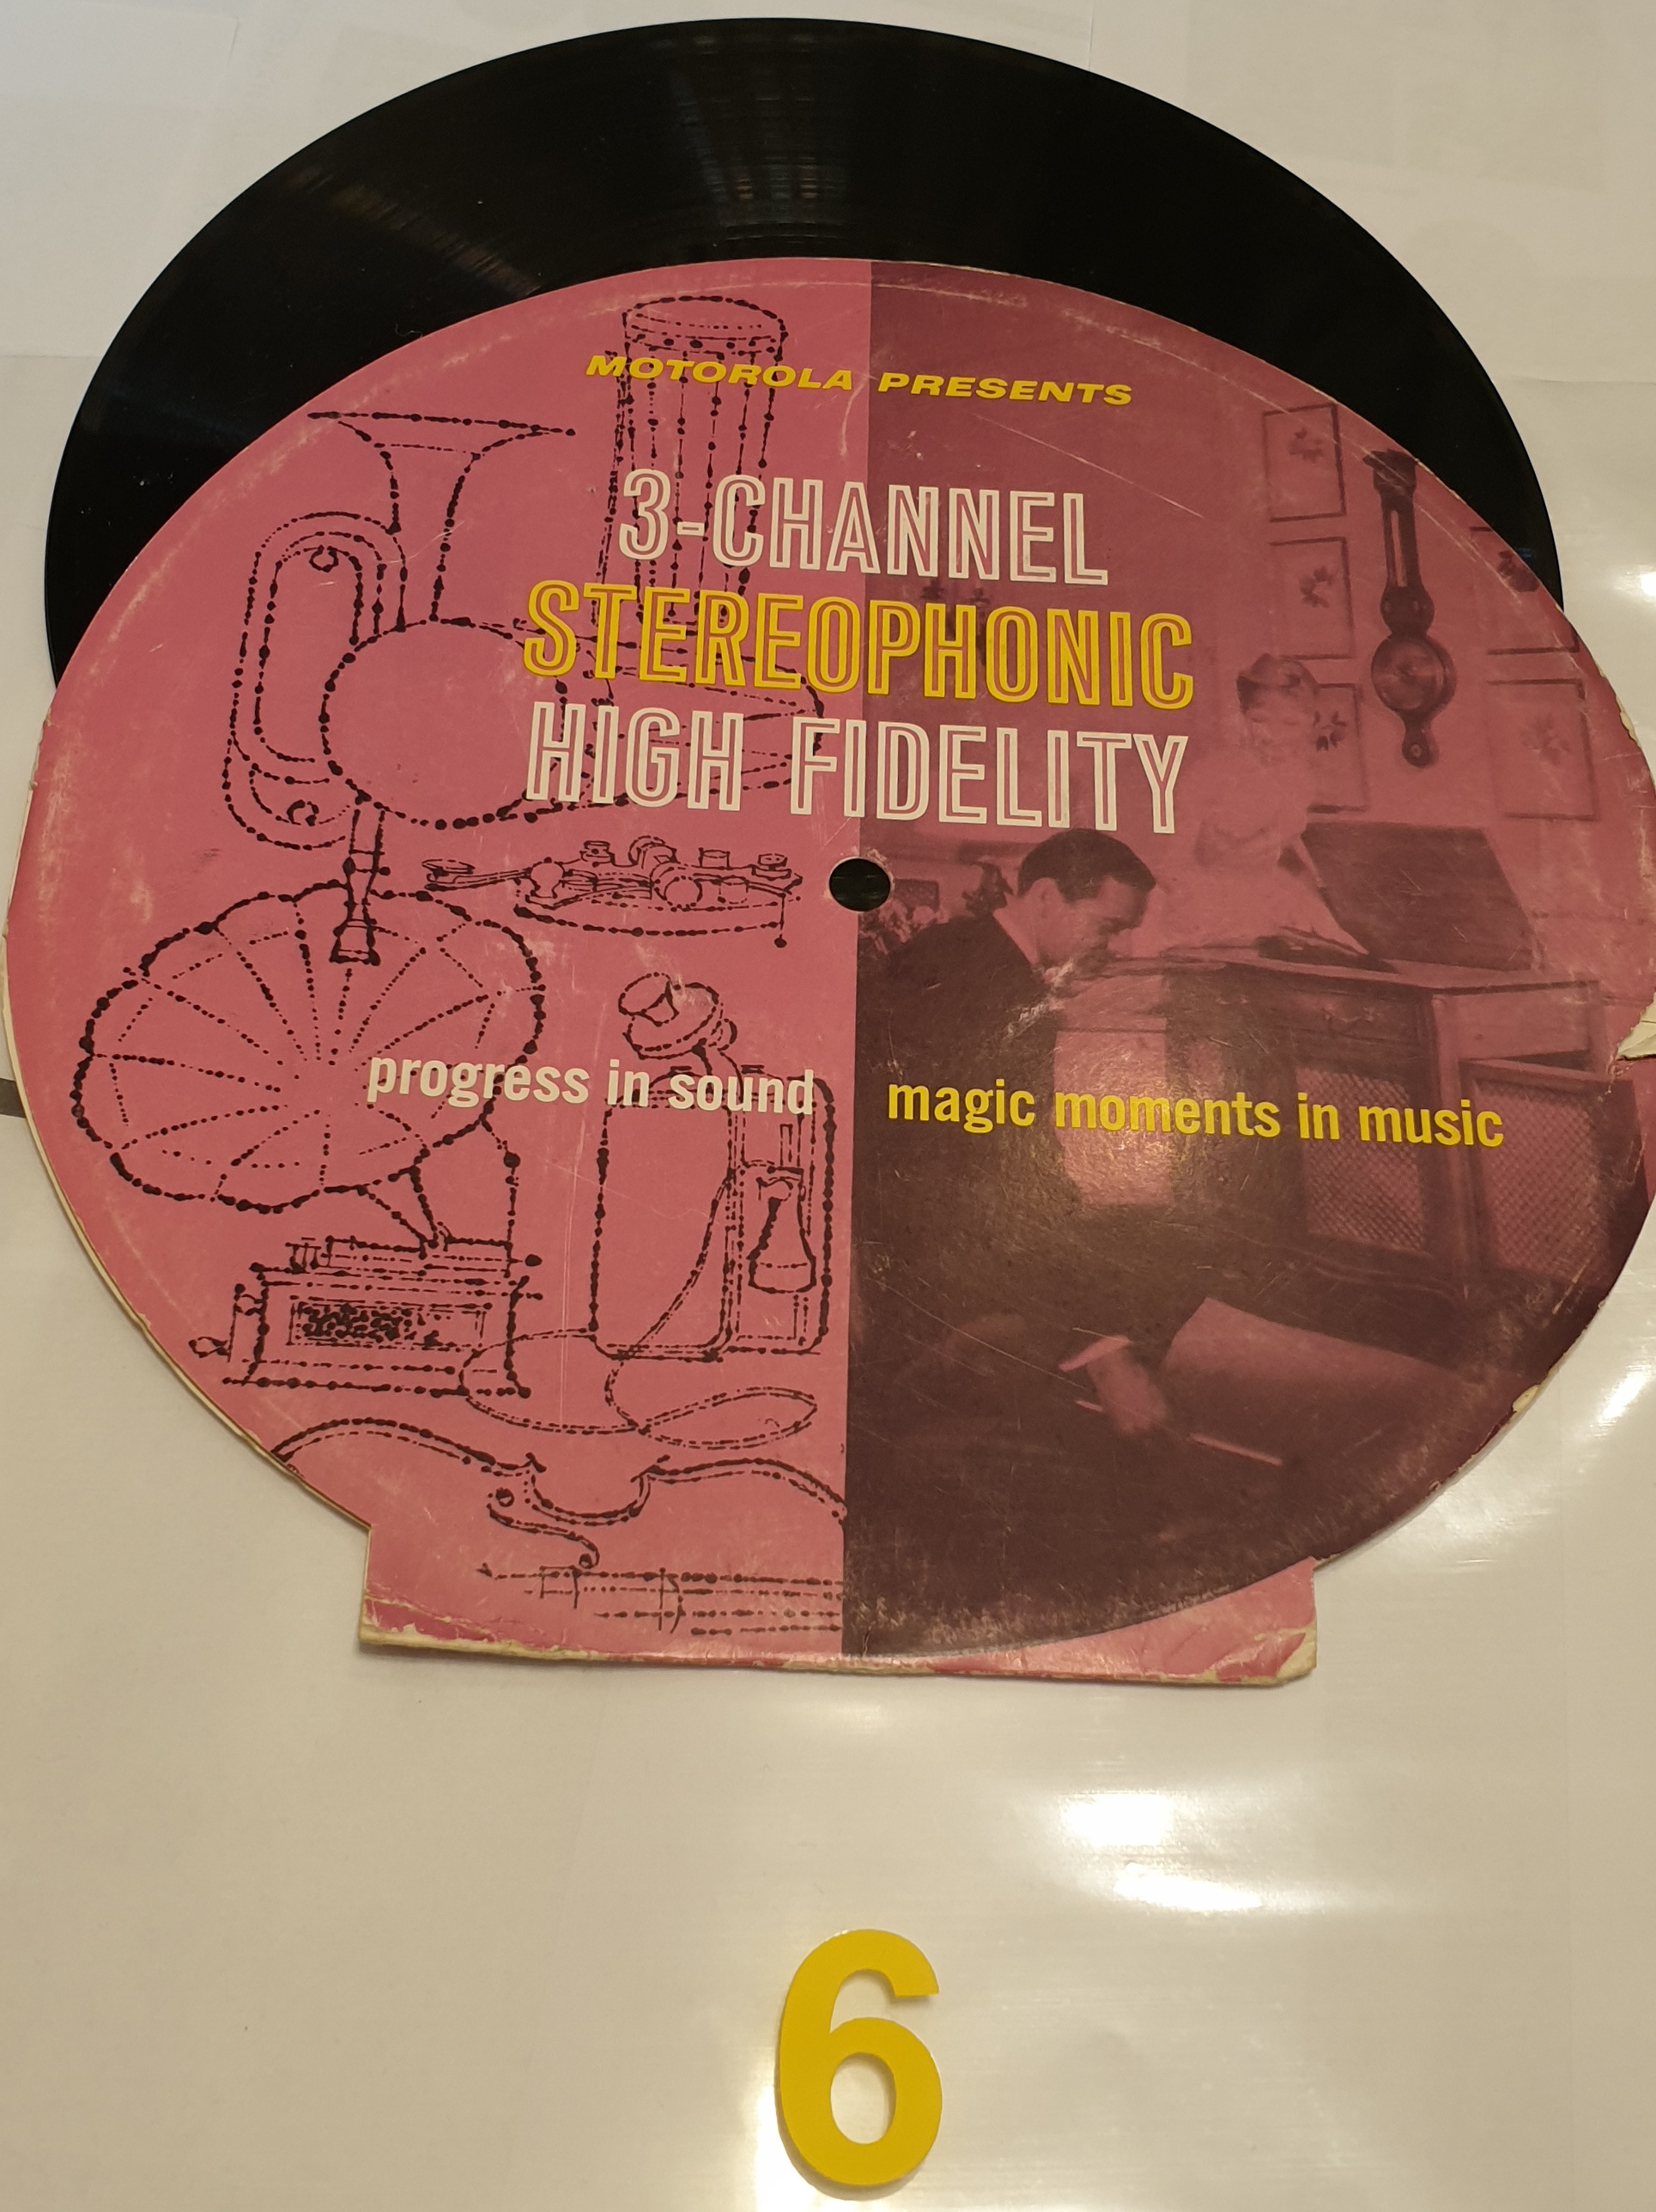 MOTOROLA PRESENTS
3-CHANNEL
STEREOPHONIC
HIGH FIDELITY
progress in sound
magic moments in music
6